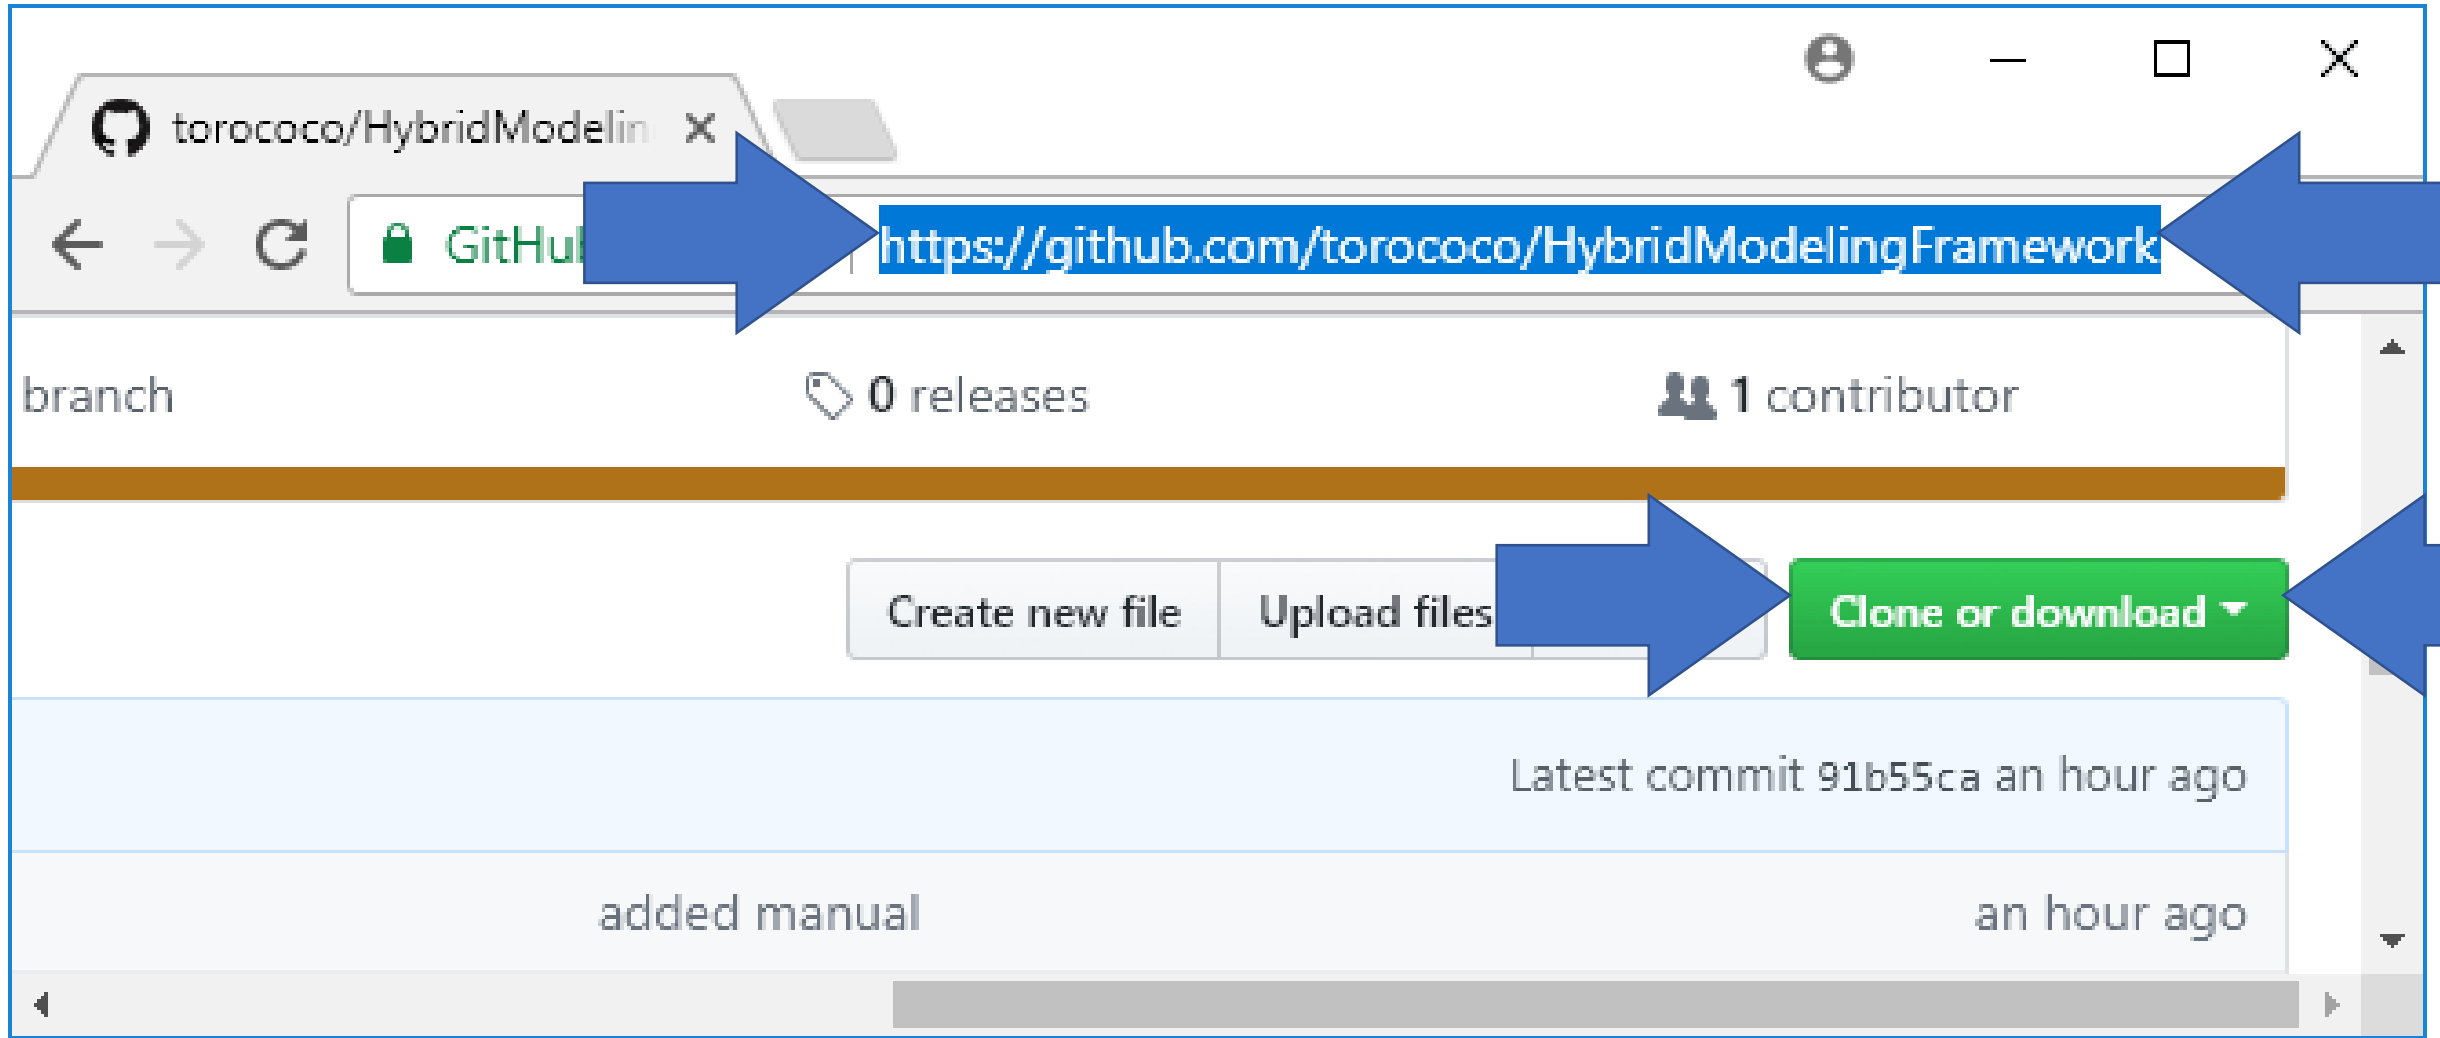 torococo/HybridModelin
GitHu
https://github.com/torococo/HybridModelingFramework
branch
0 releases
1 contributor
Create new file
Upload files
Clone or download
Latest commit 91b55ca an hour ago
added manual
an hour ago